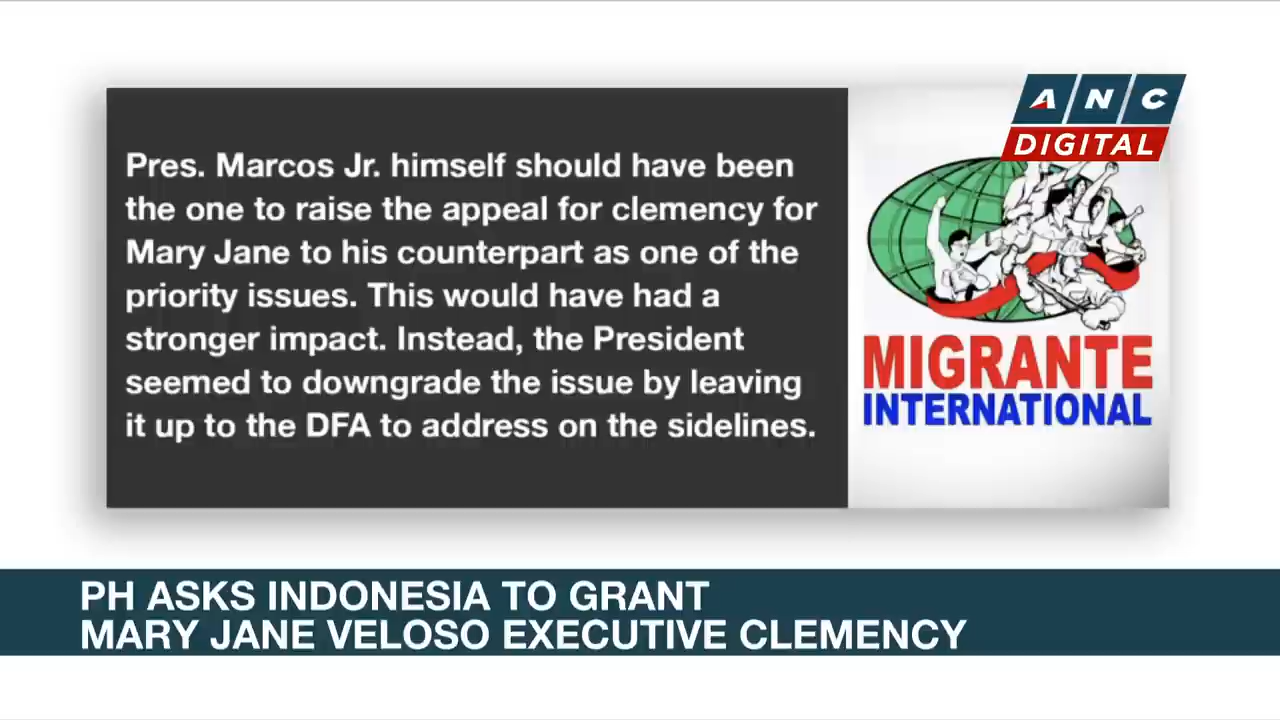 ANC
DIGITAL
Pres. Marcos Jr. himself should have been
the one to raise the appeal for clemency for
Mary Jane to his counterpart as one of the
priority issues. This would have had a
stronger impact. Instead, the President
seemed to downgrade the issue by leaving
it up to the DFA to address on the sidelines.
MIGRANTE
INTERNATIONAL
PH ASKS INDONESIA TO GRANT
MARY JANE VELOSO EXECUTIVE CLEMENCY